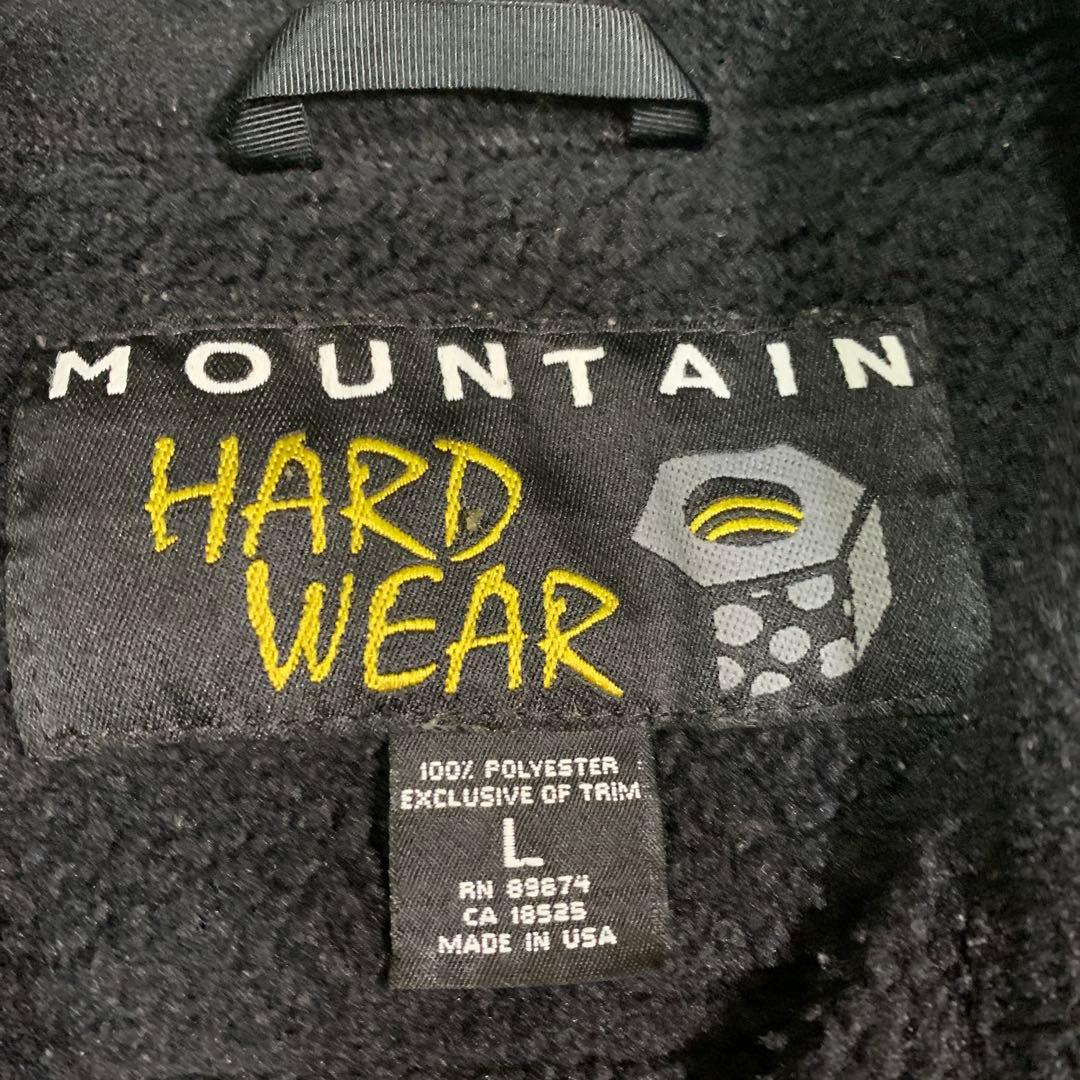 MOUNTAIN
HARD
WEAR
100% POLYESTER
EXCLUSIVE OF TRIM
L
RN 89874
CA 18525
MADE IN USA